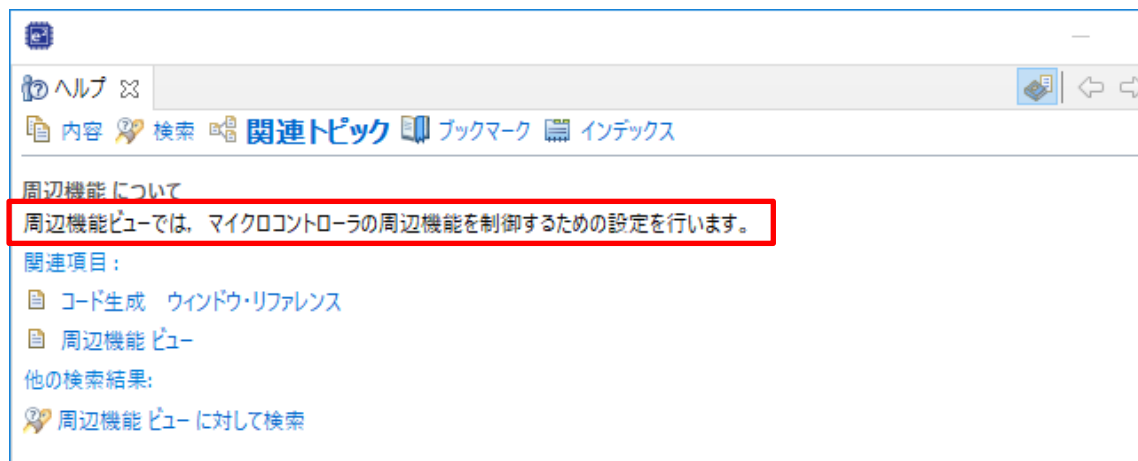 ヘルプ
内容 検索 関連トピック ブックマーク インデックス
周辺機能 について
周辺機能ビューでは，マイクロコントローラの周辺機能を制御するための設定を行います。
関連項目：
コード生成　ウィンドウ・リファレンス
周辺機能 ビュー
他の検索結果:
周辺機能 ビュー に対して検索